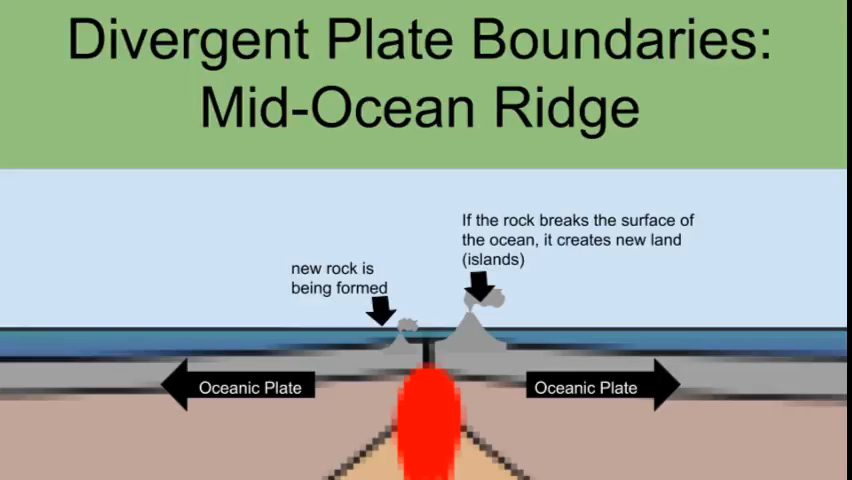 Divergent Plate Boundaries:
Mid-Ocean Ridge
If the rock breaks the surface of
the ocean, it creates new land
(islands)
new rock is
being formed
Oceanic Plate
Oceanic Plate